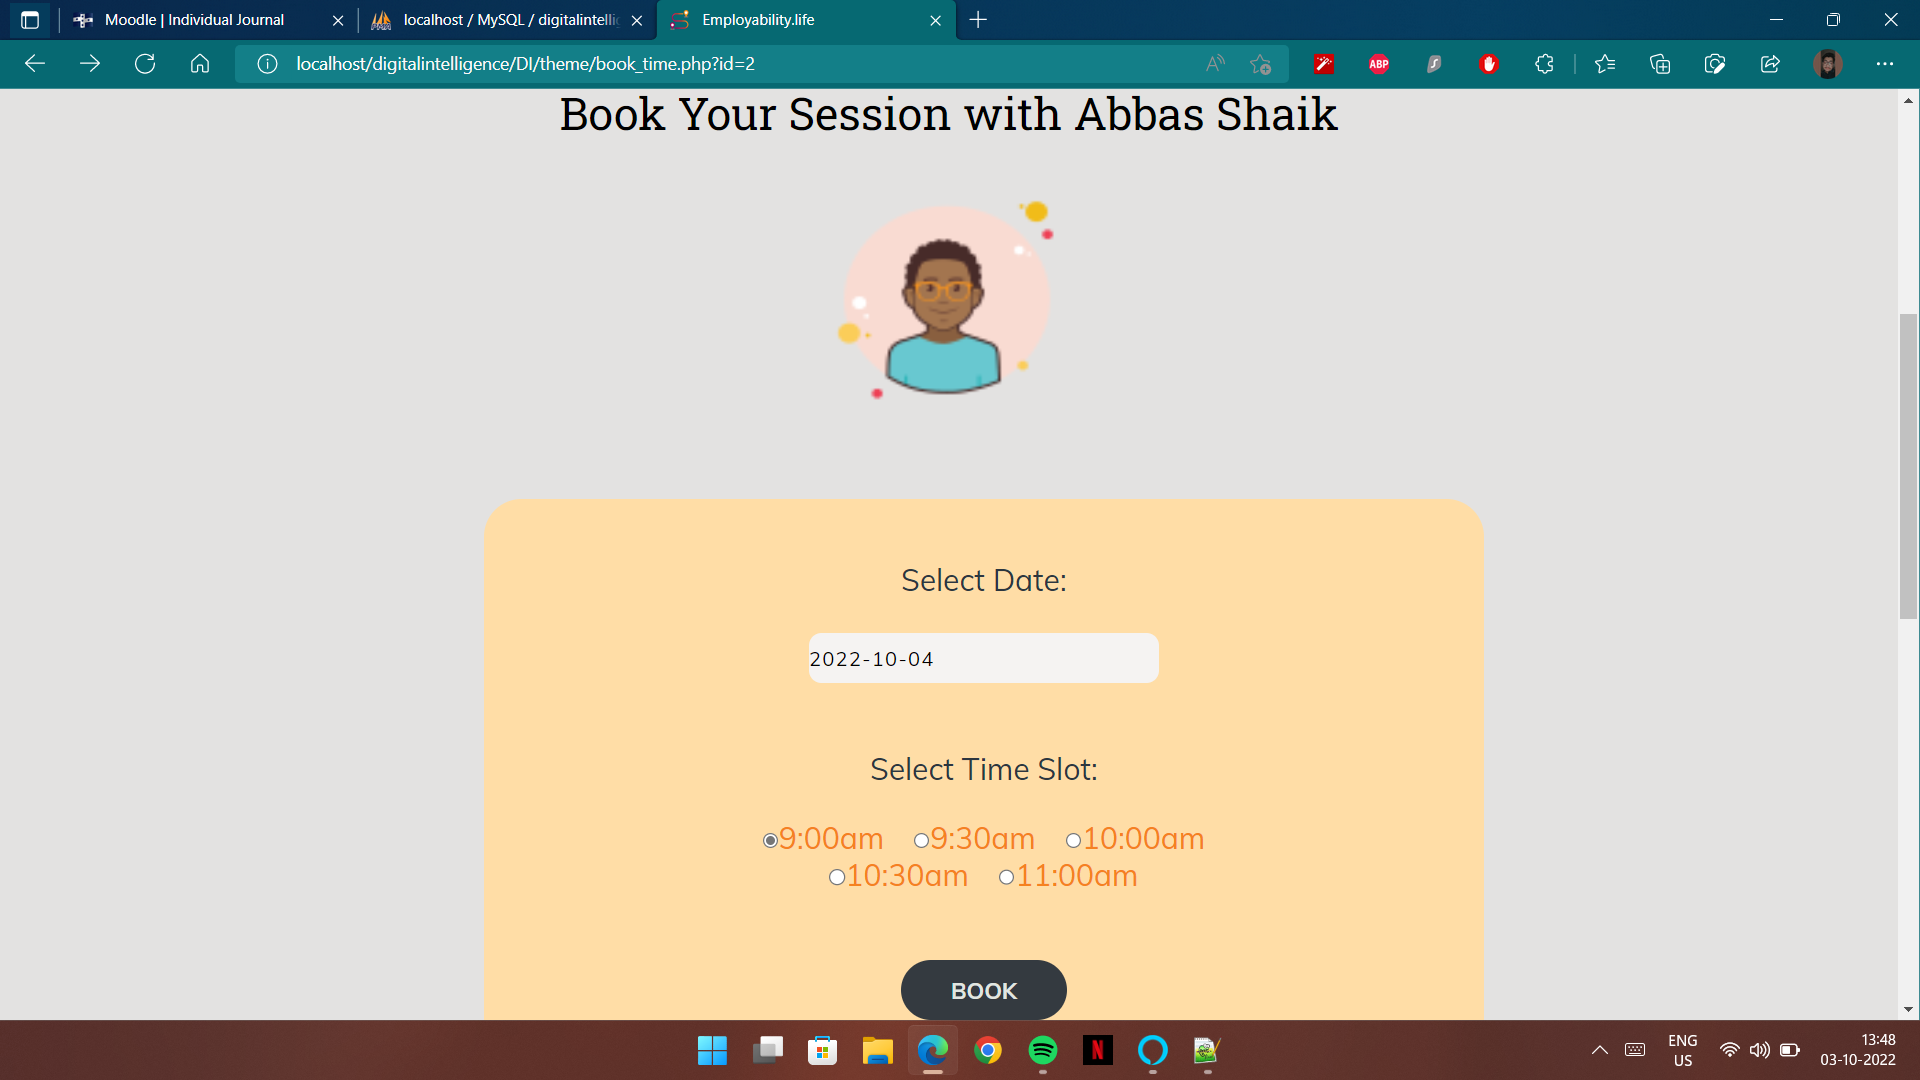 Moodle | Individual Journal
localhost / MySQL / digitalintelli
Employability.life
localhost/digitalintelligence/DI/theme/book_time.php?id=2
ABP
Book Your Session with Abbas Shaik
Select Date:
2022-10-04
Select Time Slot:
9:00am 9:30am 10:00am
10:30am 11:00am
BOOK
ENG
US
13:48
03-10-2022